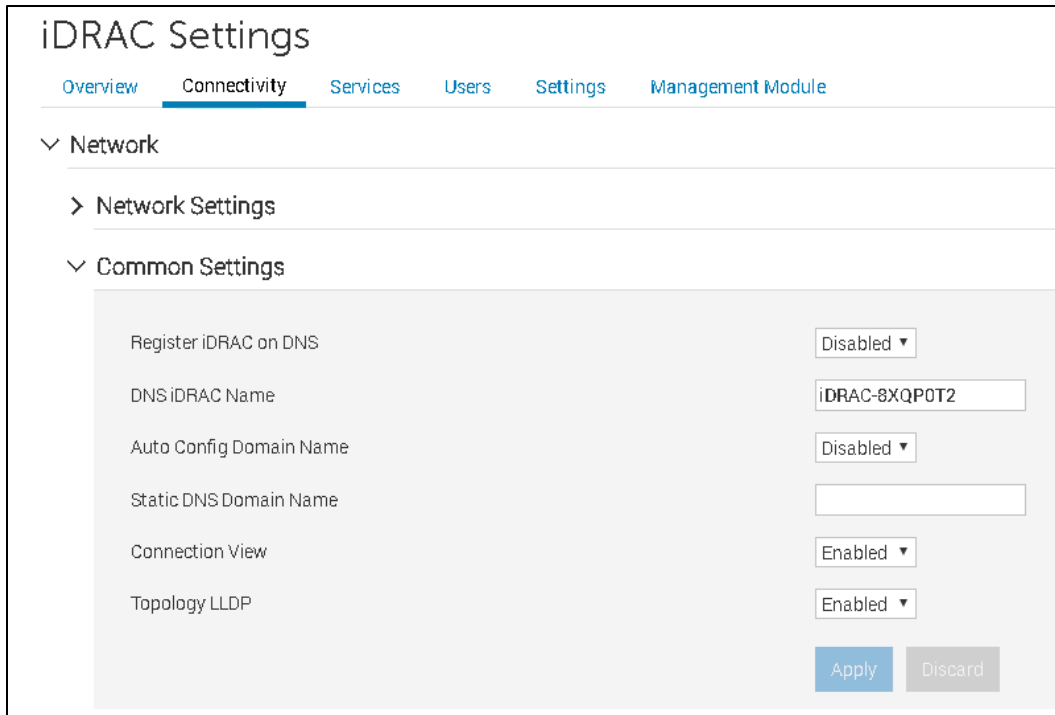 iDRAC Settings
Overview Connectivity Services Users Settings Management Module
Network
Network Settings
Common Settings
Register iDRAC on DNS Disabled
DNS iDRAC Name iDRAC-8XQP0T2
Auto Config Domain Name Disabled
Static DNS Domain Name
Connection View Enabled
Topology LLDP Enabled
Apply Discard